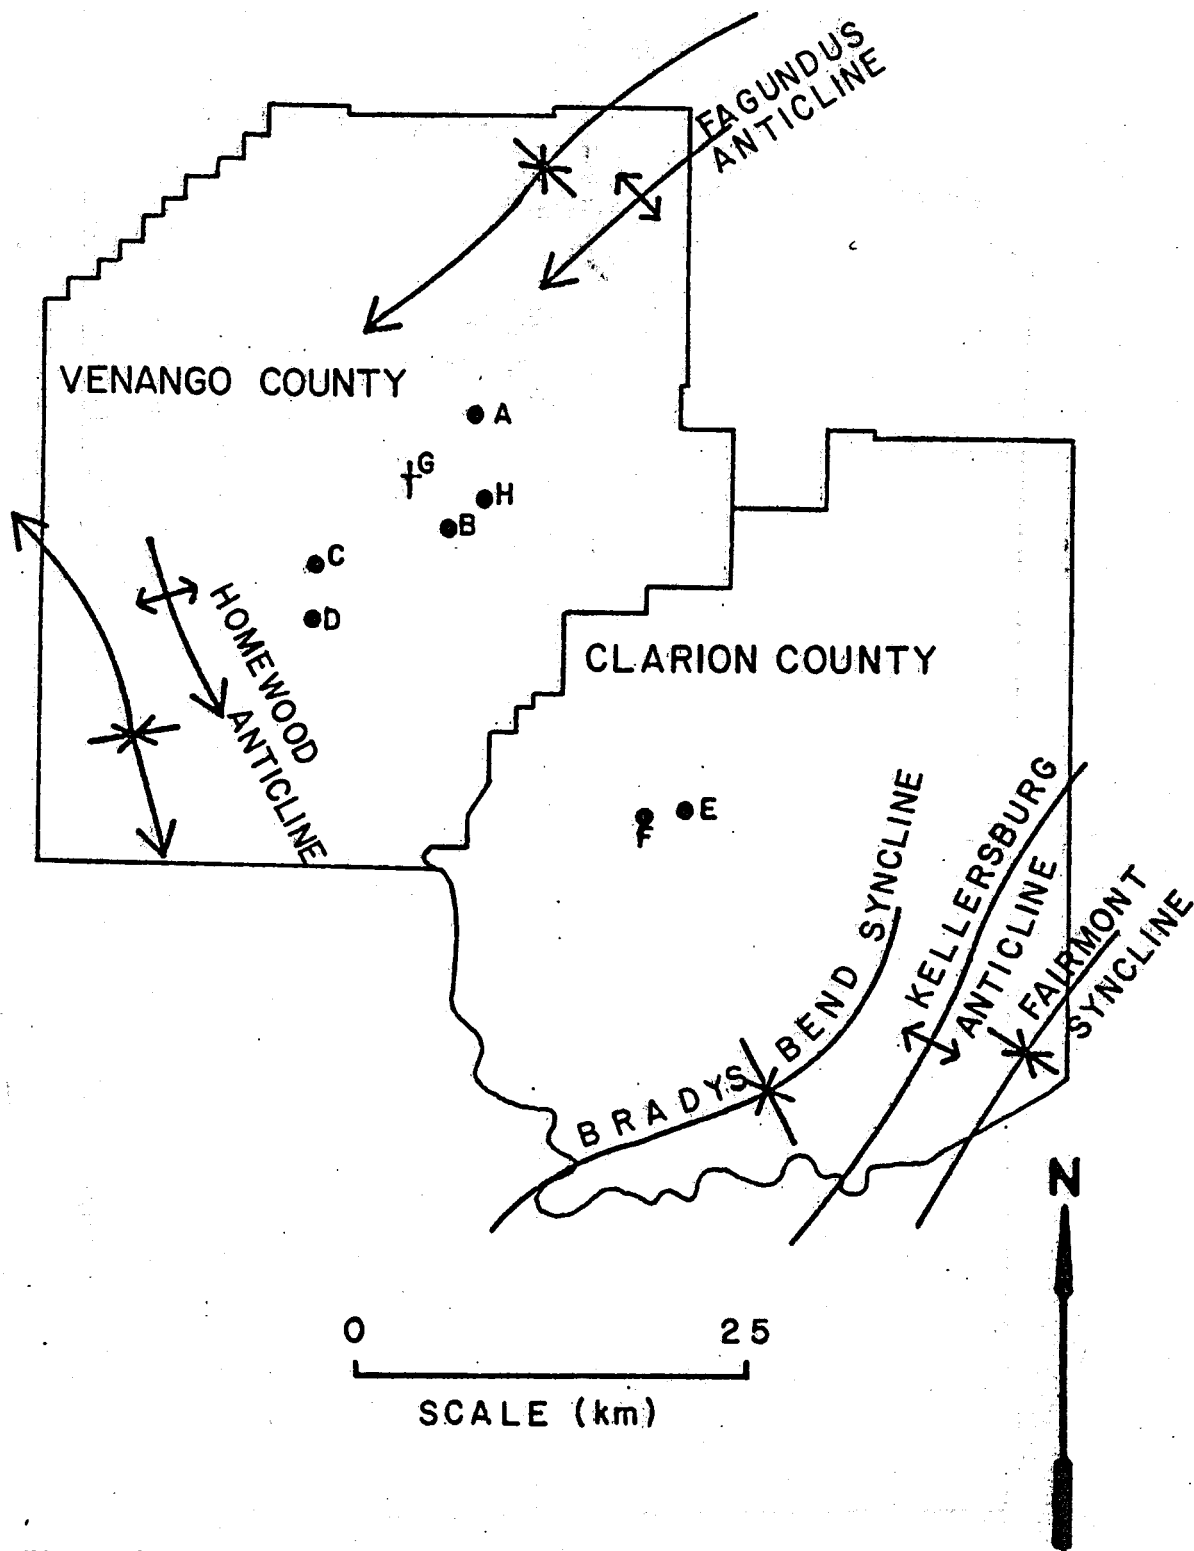 FAGUNDUS
ANTICLINE
VENANGO COUNTY
A
G
H
B
C
D
HOMEWOOD
ANTICLINE
CLARION COUNTY
E
F
BRADYS BEND SYNCLINE
KELLERSBURG
ANTICLINE
FAIRMONT
SYNCLINE
N
0 25
SCALE (km)